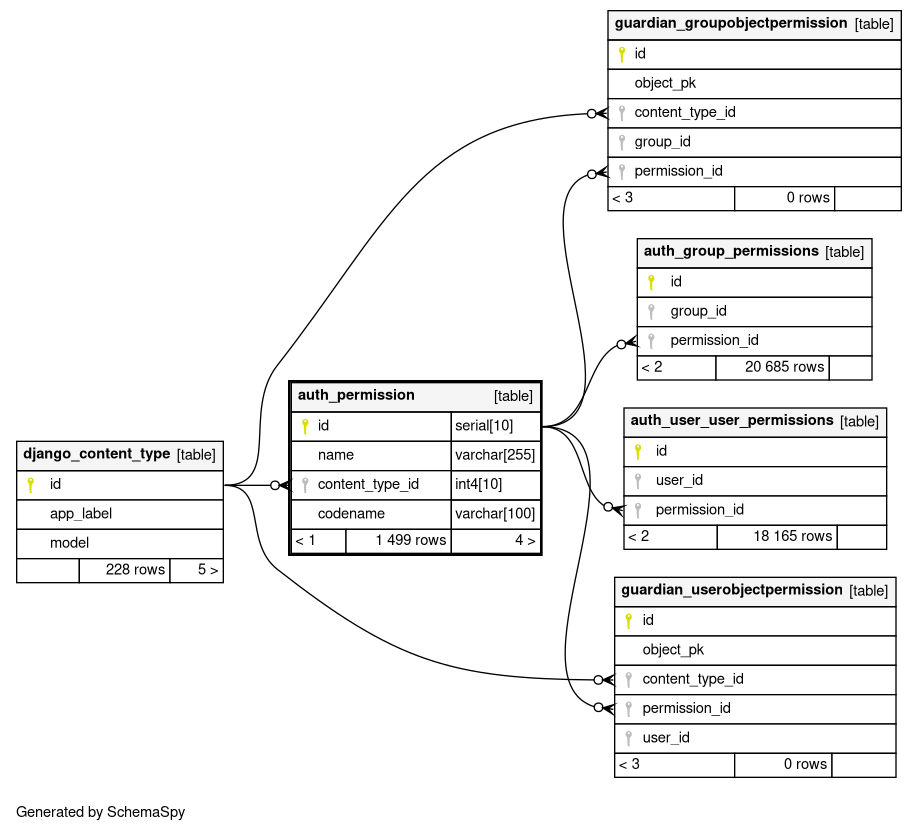 guardian_groupobjectpermission [table]
id
object_pk
content_type_id
group_id
permission_id
< 3 0 rows
auth_group_permissions [table]
id
group_id
permission_id
< 2 20 685 rows
auth_permission [table]
id serial[10]
name varchar[255]
content_type_id int4[10]
codename varchar[100]
< 1 1 499 rows 4 >
auth_user_user_permissions [table]
id
user_id
permission_id
< 2 18 165 rows
django_content_type [table]
id
app_label
model
228 rows 5 >
guardian_userobjectpermission [table]
id
object_pk
content_type_id
permission_id
user_id
< 3 0 rows
Generated by SchemaSpy